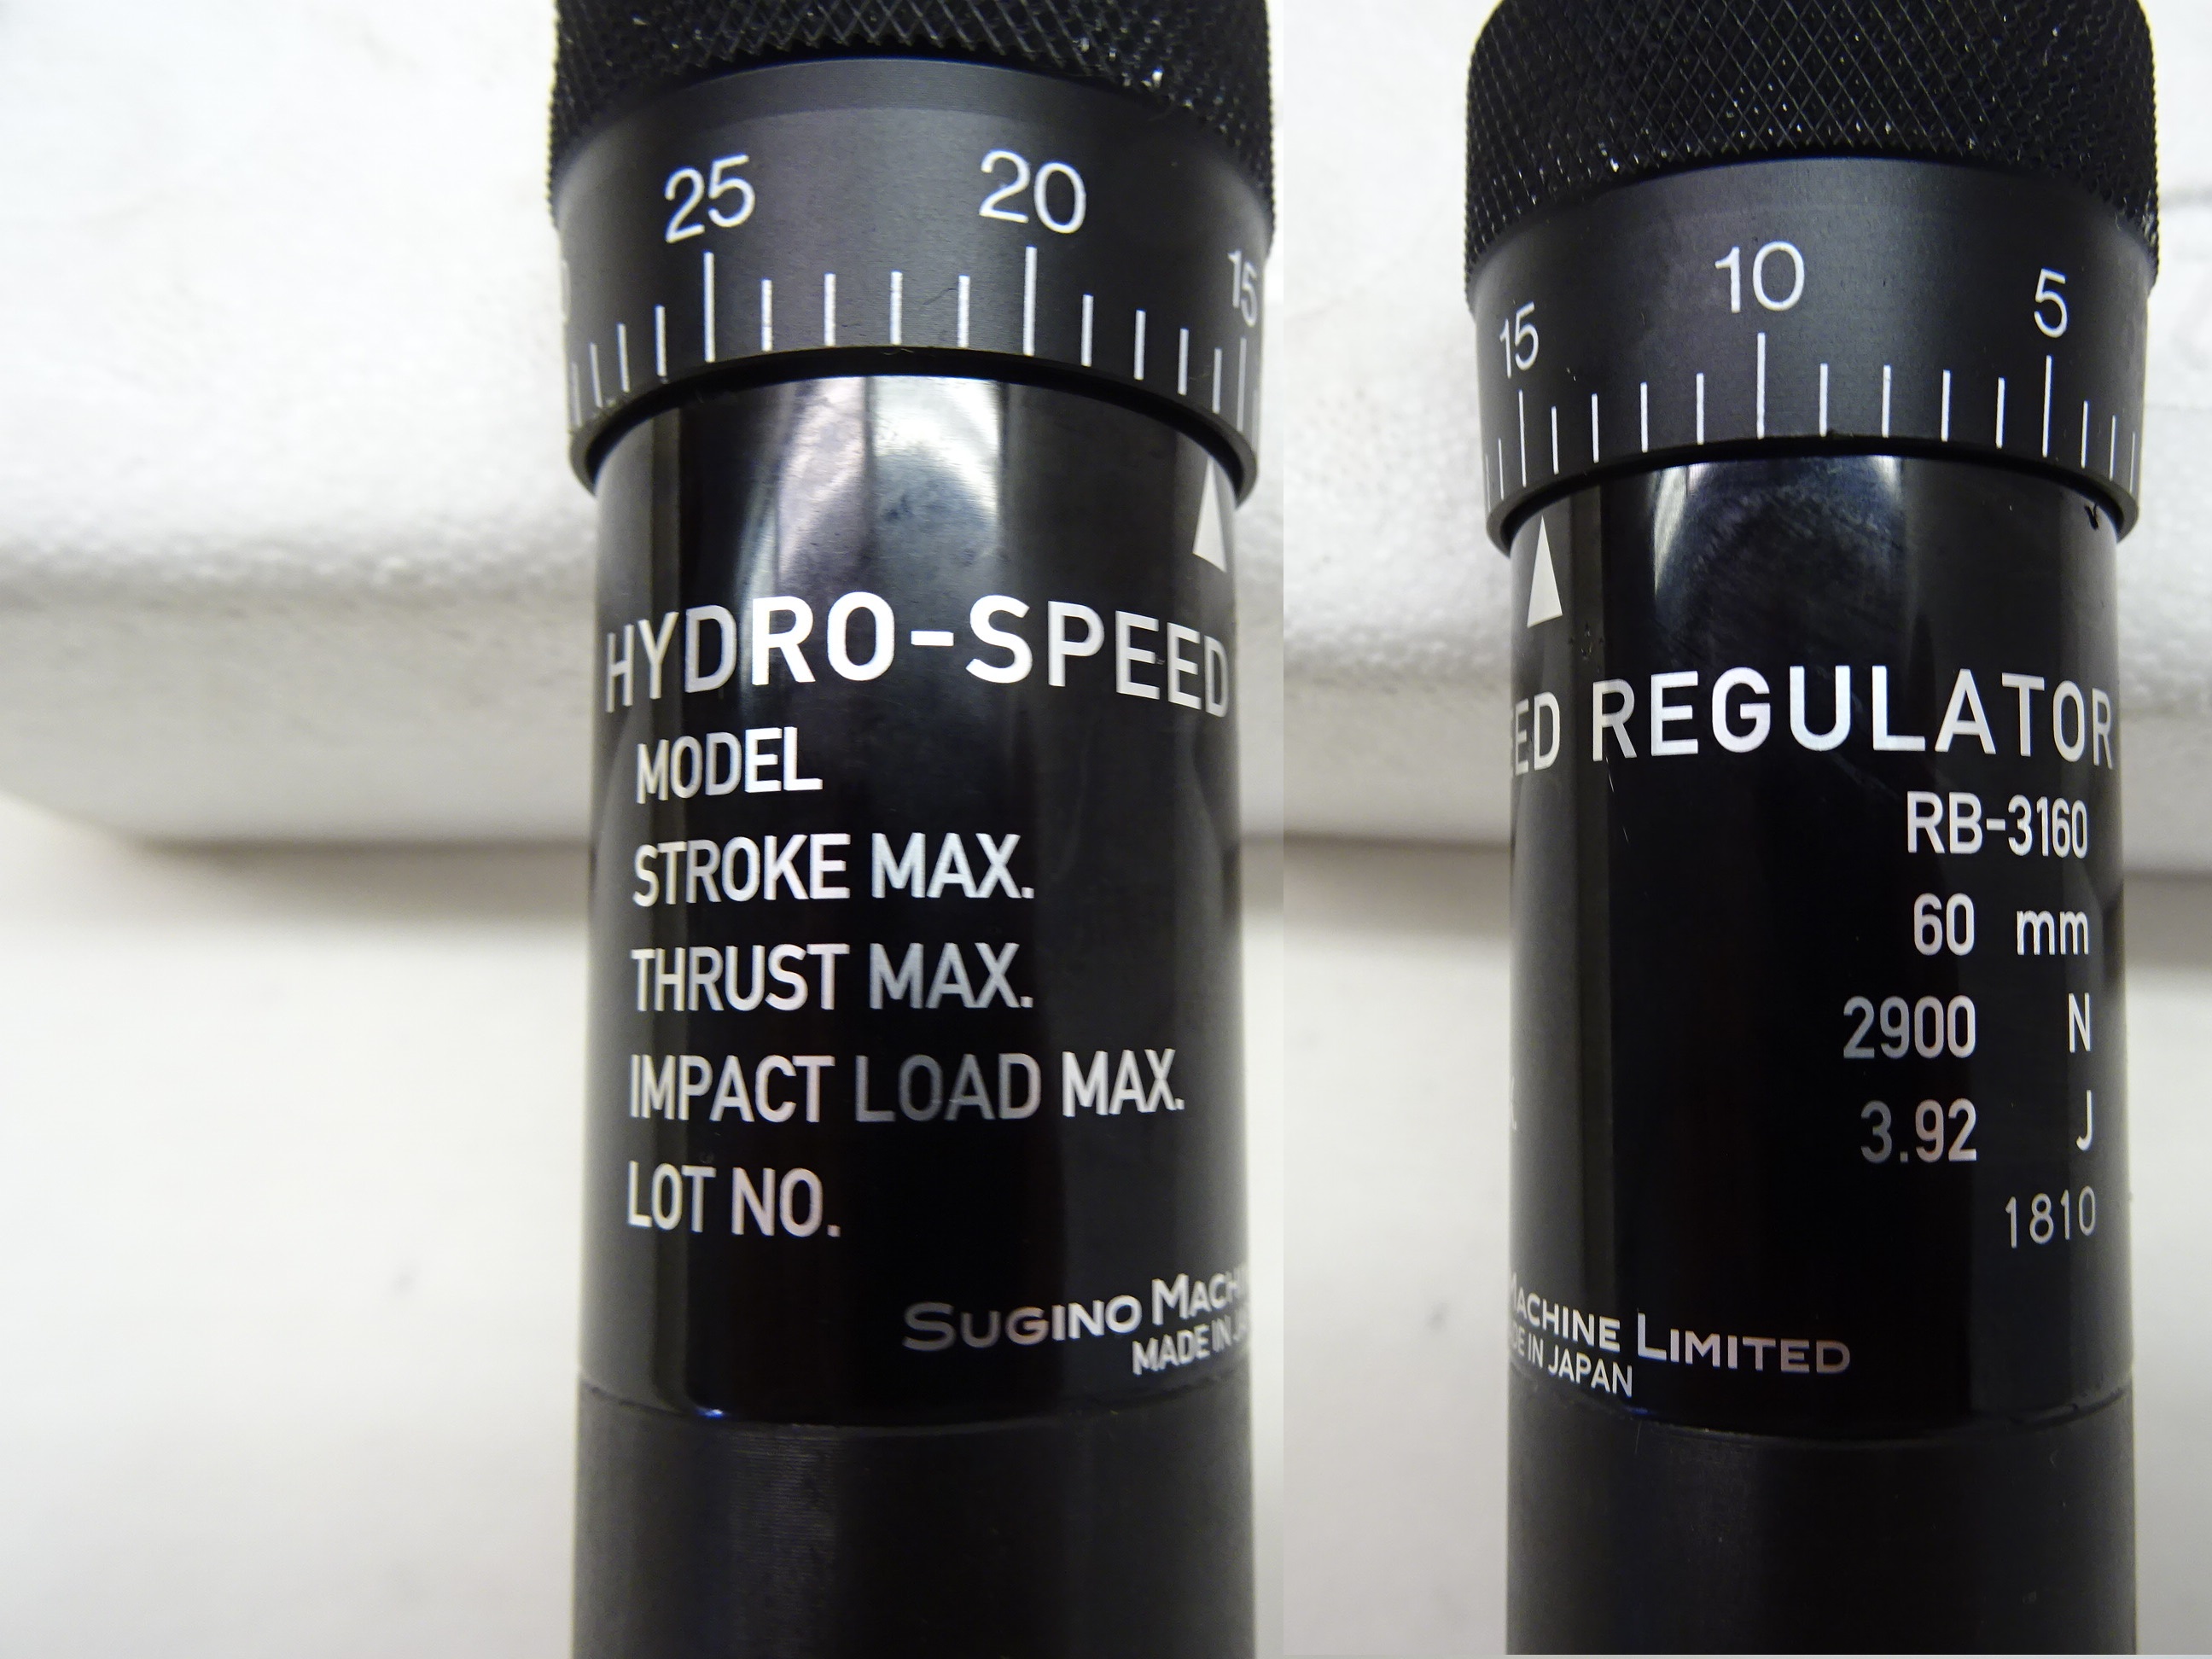 25 20 15
HYDRO-SPEED
MODEL
STROKE MAX.
THRUST MAX.
IMPACT LOAD MAX.
LOT NO.
SUGINO MACHI
MADE IN JA
15 10 5
ED REGULATOR
RB-3160
60 mm
2900 N
3.92 J
1810
MACHINE LIMITED
DE IN JAPAN